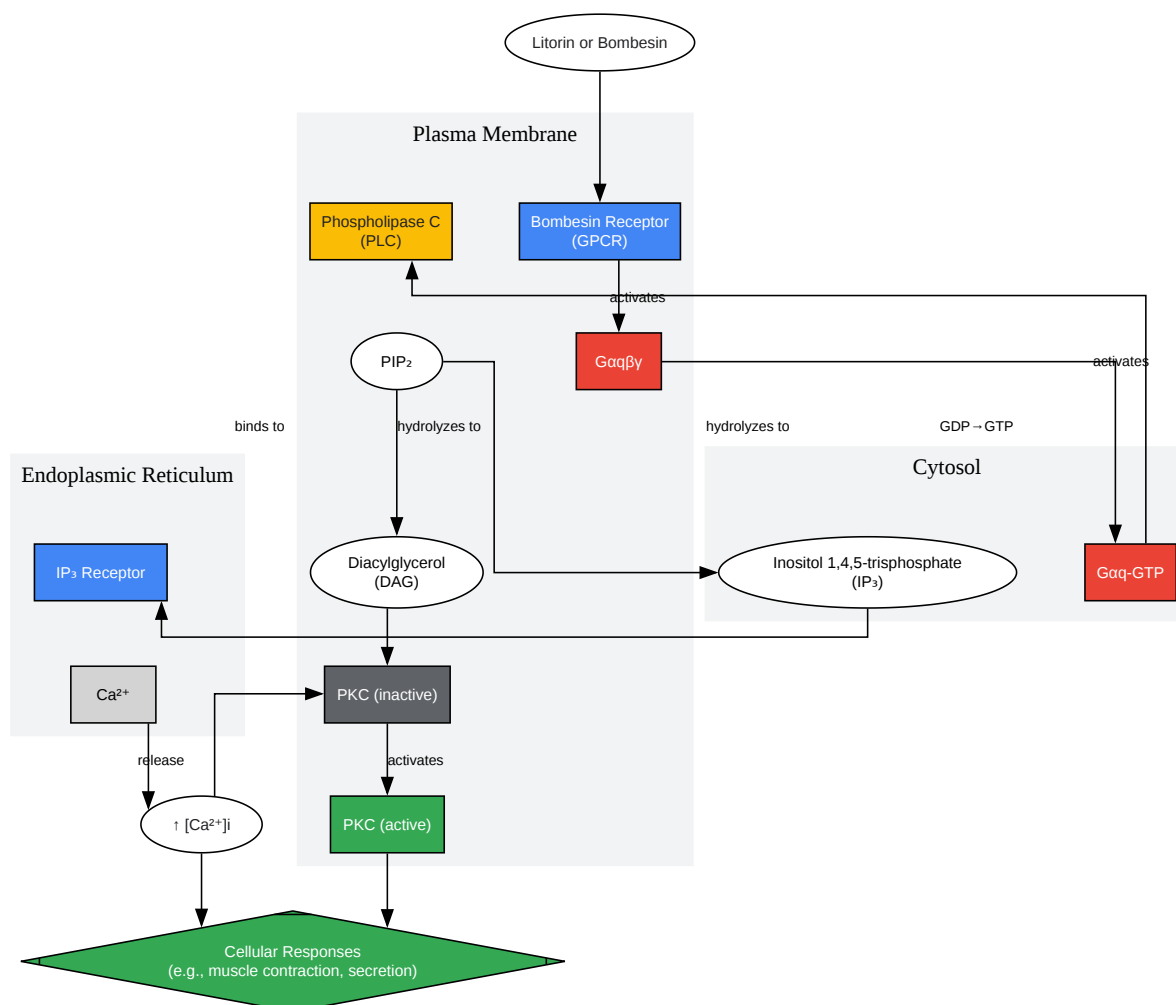 Litorin or Bombesin
Plasma Membrane
Phospholipase C
(PLC)
Bombesin Receptor
(GPCR)
activates
PIP₂
Gαqβγ
activates
binds to
hydrolyzes to
hydrolyzes to
GDP→GTP
Endoplasmic Reticulum
Cytosol
IP₃ Receptor
Diacylglycerol
(DAG)
Inositol 1,4,5-trisphosphate
(IP₃)
Gαq-GTP
Ca²⁺
PKC (inactive)
release
activates
↑ [Ca²⁺]i
PKC (active)
Cellular Responses
(e.g., muscle contraction, secretion)